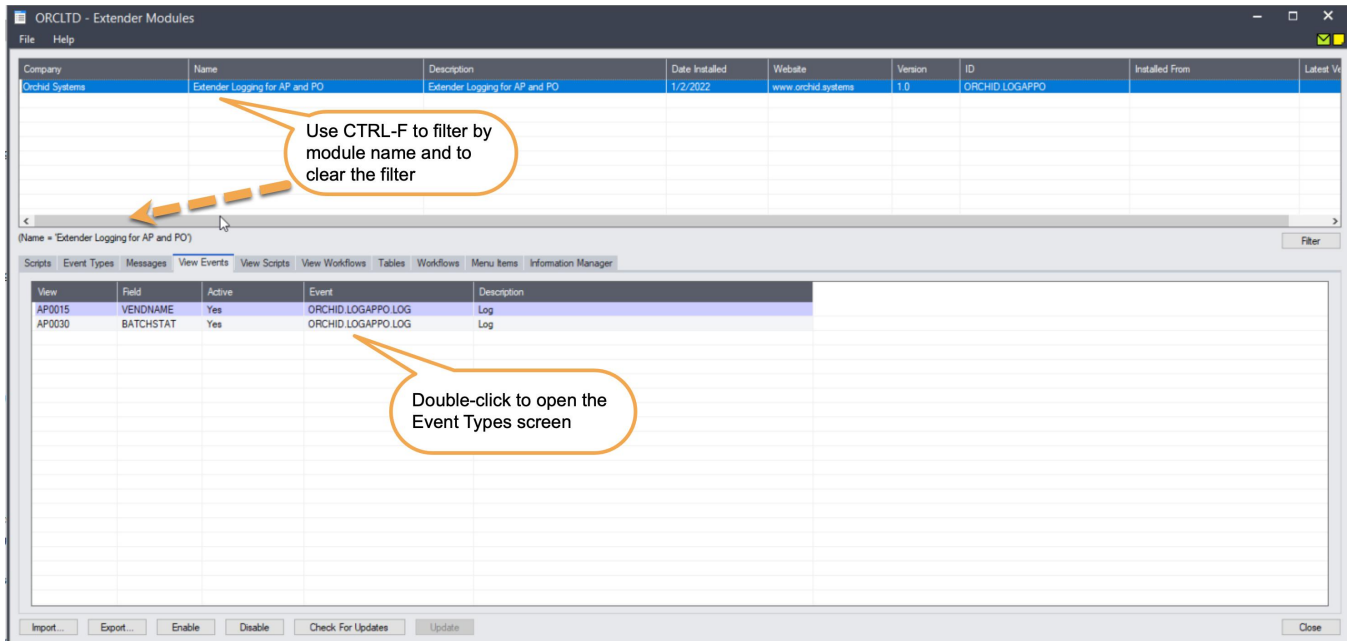 ORCLTD - Extender Modules
File Help
Company Name Description Date Installed Website Version ID Installed From Latest Ve
Orchid Systems Extender Logging for AP and PO Extender Logging for AP and PO 1/2/2022 www.orchid.systems 1.0 ORCHID.LOGAPPO
Use CTRL-F to filter by
module name and to
clear the filter
(Name = 'Extender Logging for AP and PO')
Filter
Scripts Event Types Messages View Events View Scripts View Workflows Tables Workflows Menu Items Information Manager
View Field Active Event Description
AP0015 VENDNAME Yes ORCHID.LOGAPPO.LOG Log
AP0030 BATCHSTAT Yes ORCHID.LOGAPPO.LOG Log
Double-click to open the
Event Types screen
Import... Export... Enable Disable Check For Updates Update Close